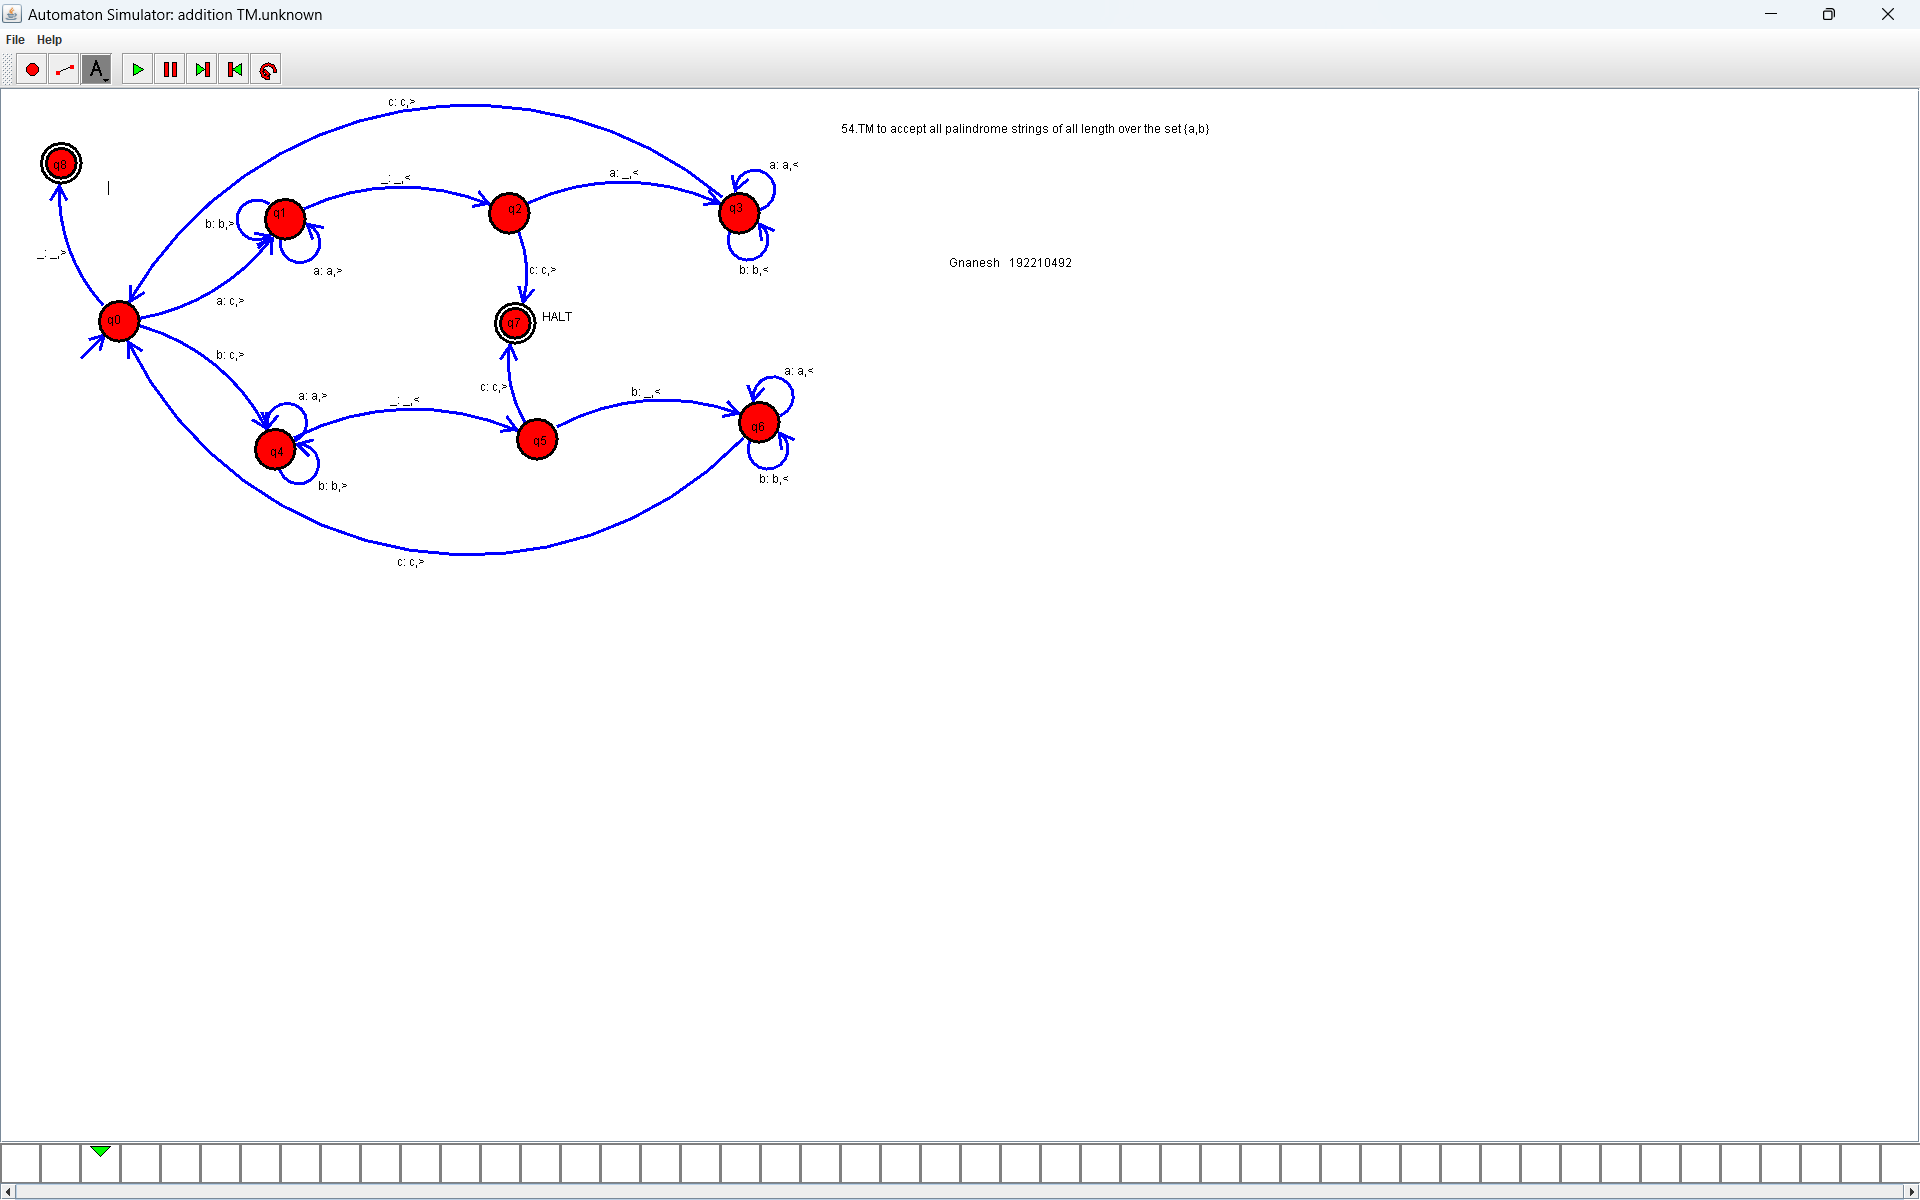 Automaton Simulator: addition TM.unknown
File Help
A
c: c,>
54.TM to accept all palindrome strings of all length over the set {a,b}
q8
a: a,<
a: _,<
_: _,<
q1
q2
q3
b: b,>
_: _,>
a: a,>
c: c,>
b: b,<
Gnanesh 192210492
a: c,>
q0
q7
HALT
b: c,>
c: c,>
a: a,<
b: _,<
a: a,>
_: _,<
q4
q5
q6
b: b,>
b: b,<
c: c,>